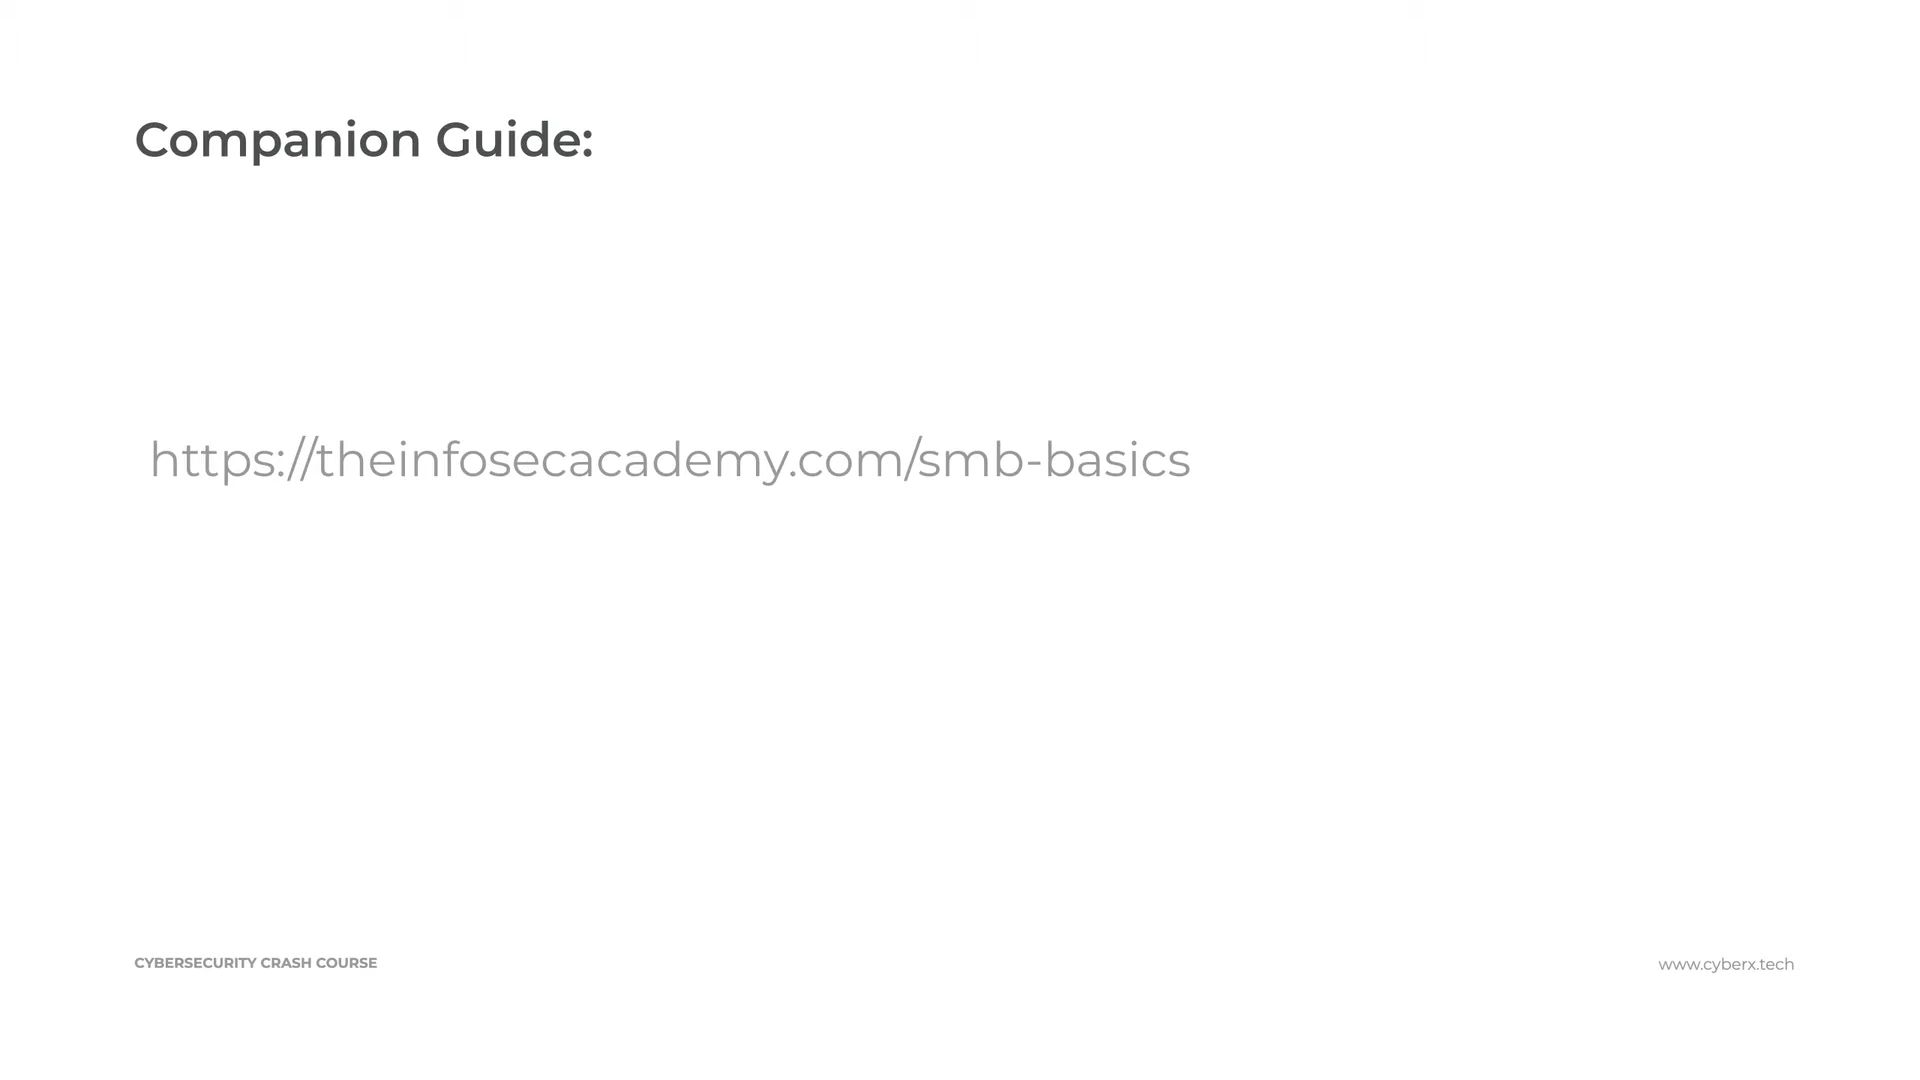 Companion Guide:
https://theinfosecacademy.com/smb-basics
CYBERSECURITY CRASH COURSE
www.cyberx.tech